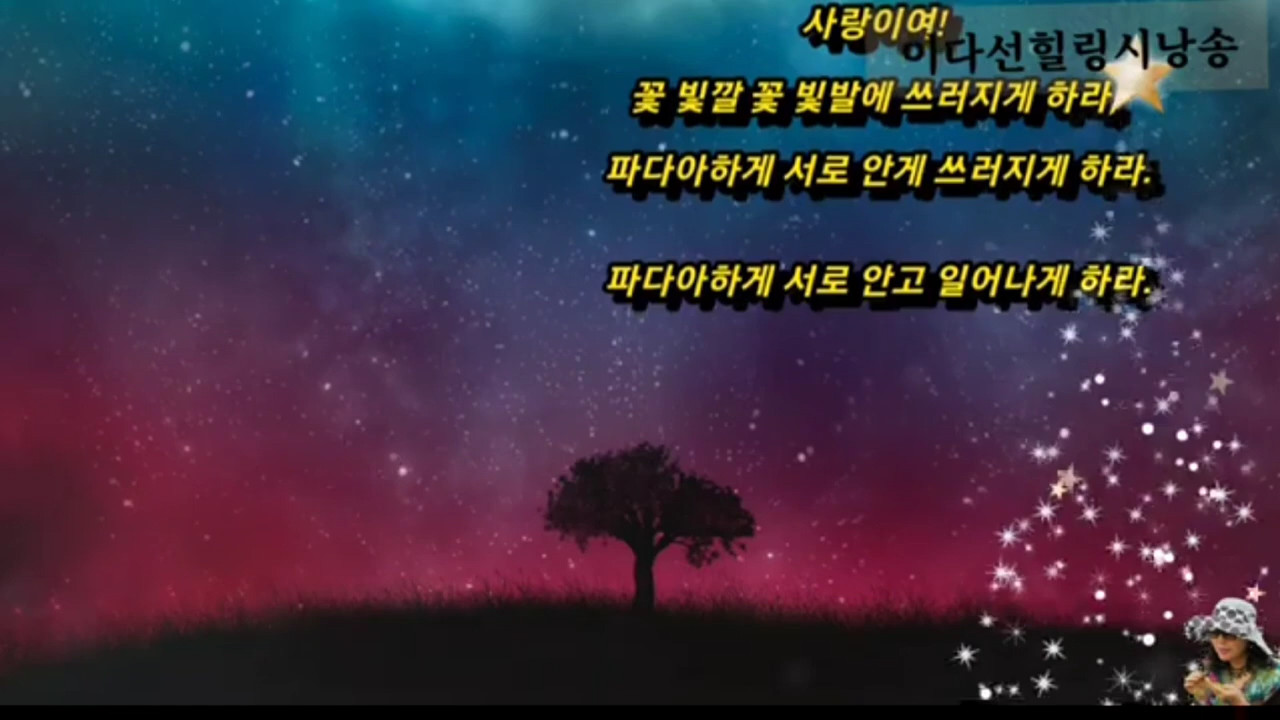 사랑이여!
이다선힐링시낭송
꽃 빛깔 꽃 빛발에 쓰러지게 하라,
파다아하게 서로 안게 쓰러지게 하라.
파다아하게 서로 안고 일어나게 하라.